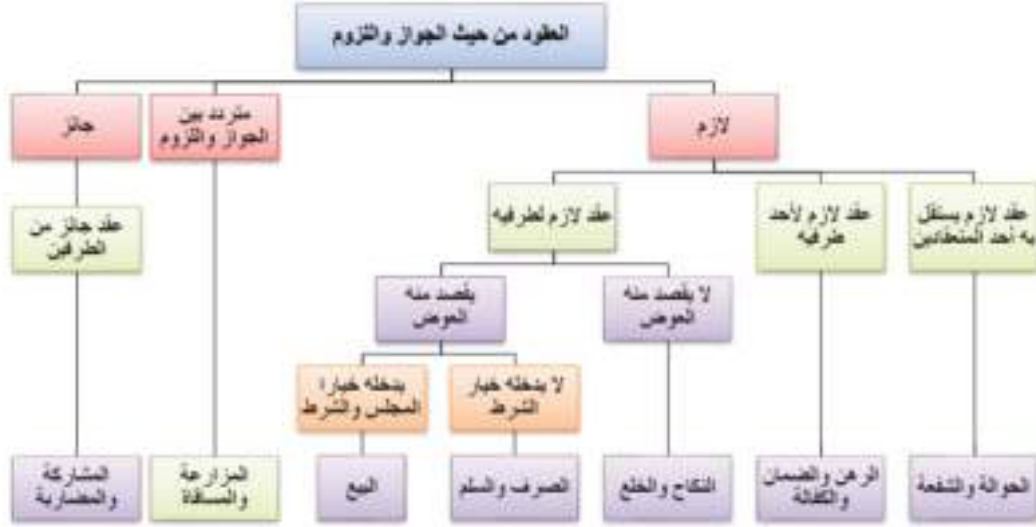 العقود من حيث الجواز واللزوم
لازم
متردد بين
الجواز واللزوم
جائز
عقد لازم يستقل
به أحد المتعاقدين
عقد لازم لأحد
طرفيه
عقد لازم لطرفيه
عقد جائز من
الطرفين
لا يقصد منه
العوض
يقصد منه
العوض
لا يدخله خيار
الشرط
يدخله خيارا
المجلس والشرط
الحوالة والشفعة
الرهن والضمان
والكفالة
النكاح والخلع
الصرف والسلم
البيع
المزارعة
والمساقاة
المشاركة
والمضاربة